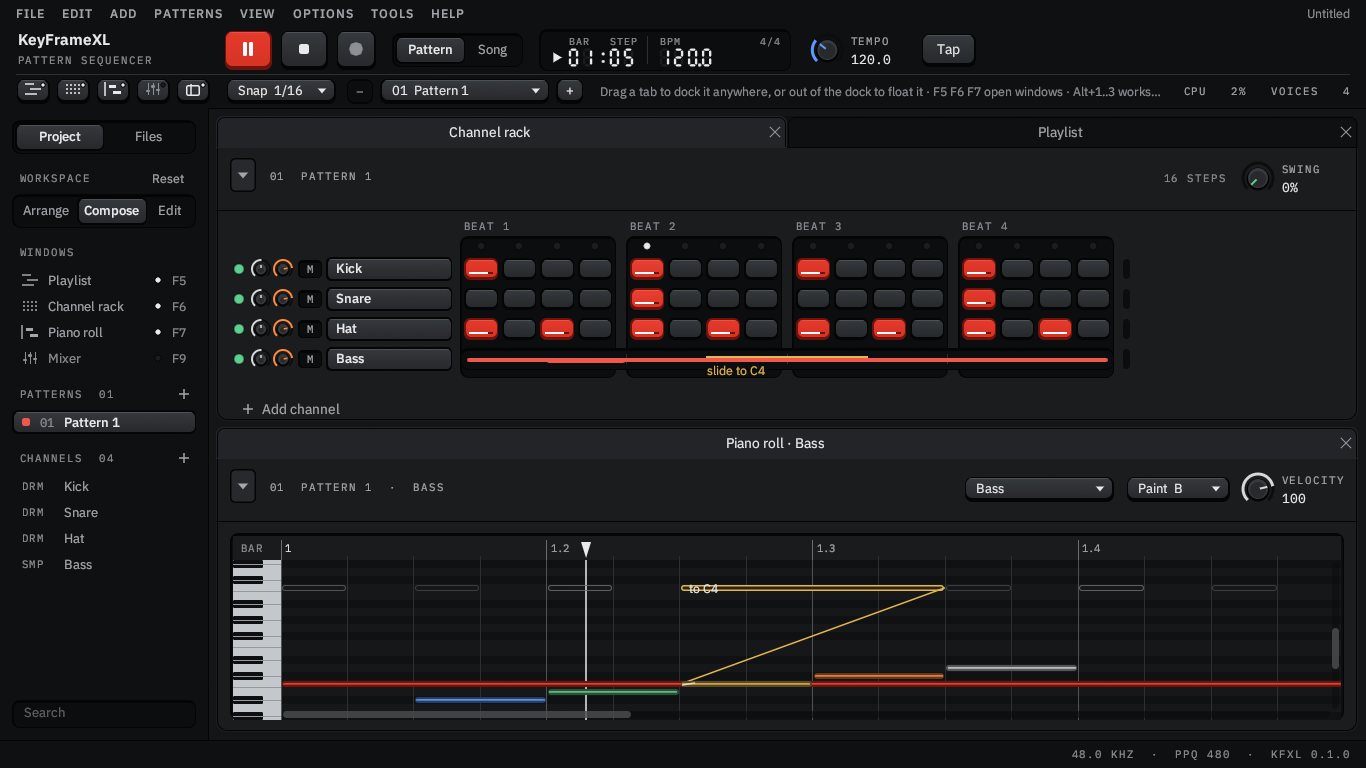 FILE EDIT ADD PATTERNS VIEW OPTIONS TOOLS HELP Untitled
KeyFrameXL
PATTERN SEQUENCER
Pattern Song
BAR STEP BPM 4/4
01:05 120.0
TEMPO
120.0
Tap
Snap 1/16
–
01 Pattern 1
+
Drag a tab to dock it anywhere, or out of the dock to float it · F5 F6 F7 open windows · Alt+1..3 works…
CPU 2% VOICES 4
Project Files
WORKSPACE Reset
Arrange Compose Edit
WINDOWS
Playlist F5
Channel rack F6
Piano roll F7
Mixer F9
PATTERNS 01 +
01 Pattern 1
CHANNELS 04 +
DRM Kick
DRM Snare
DRM Hat
SMP Bass
Search
Channel rack Playlist
01 PATTERN 1
16 STEPS
SWING
0%
BEAT 1 BEAT 2 BEAT 3 BEAT 4
M Kick
M Snare
M Hat
M Bass
slide to C4
+ Add channel
Piano roll · Bass
01 PATTERN 1 · BASS
Bass
Paint B
VELOCITY
100
BAR 1 1.2 1.3 1.4
to C4
48.0 KHZ · PPQ 480 · KFXL 0.1.0